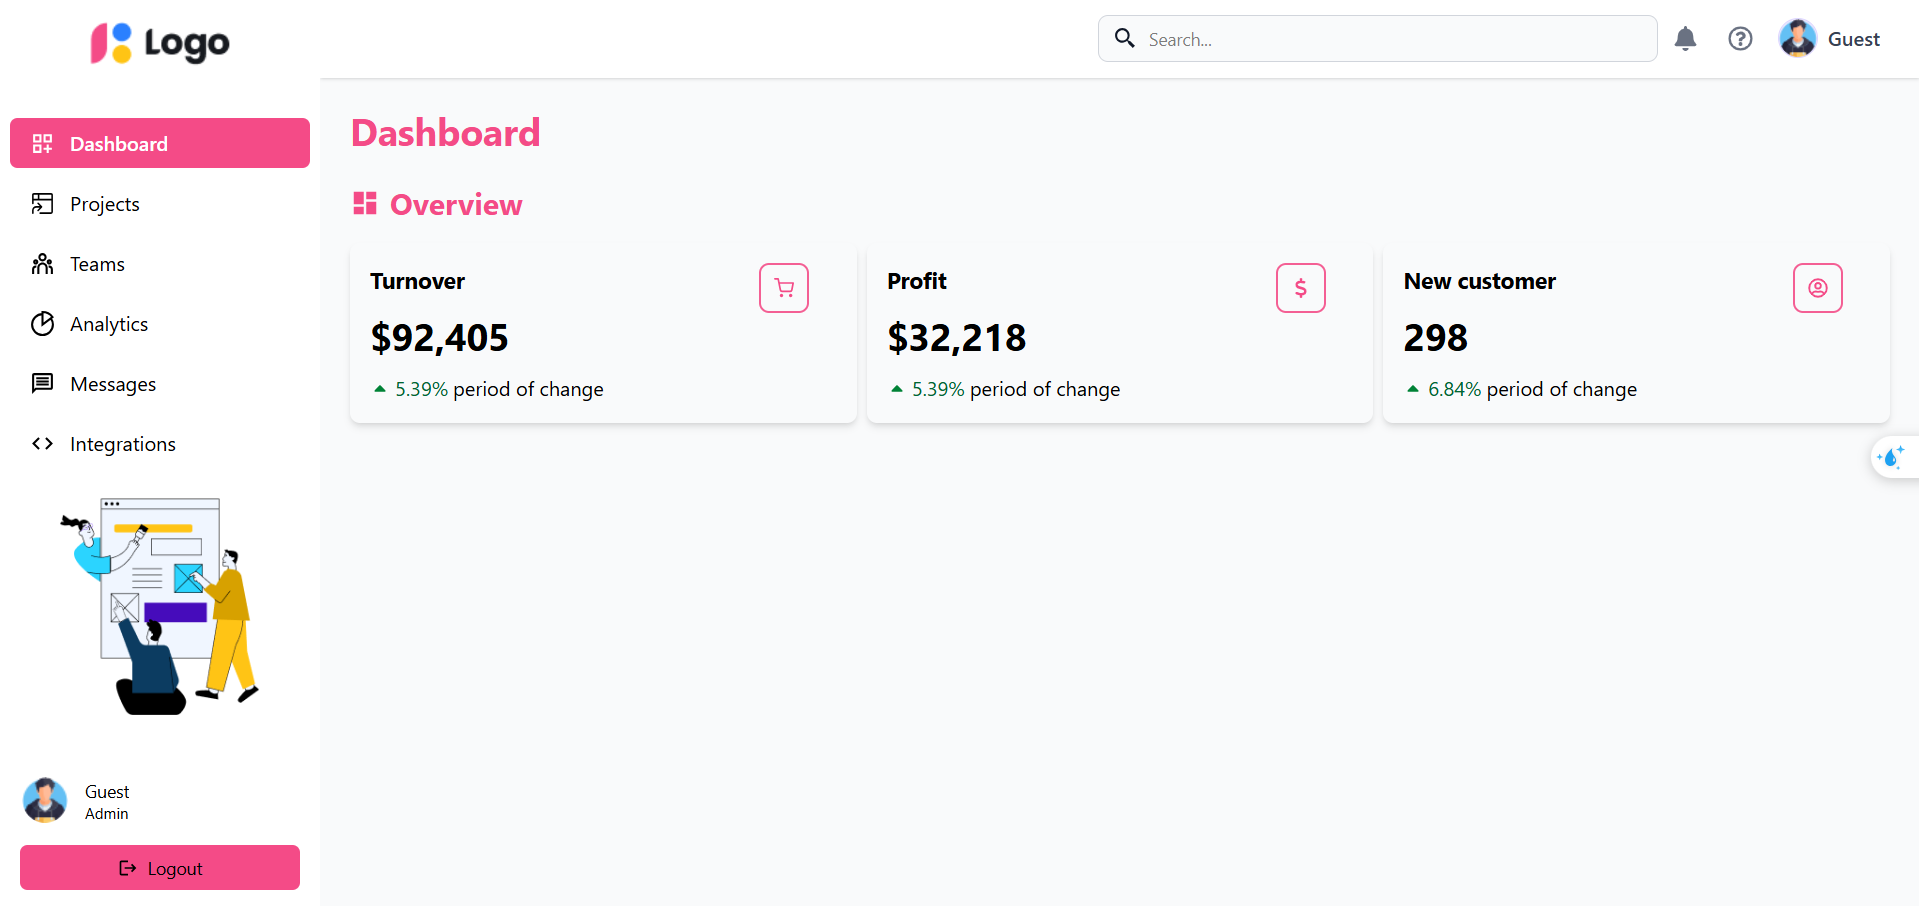 Logo
Search...
Guest
Dashboard
Projects
Teams
Analytics
Messages
Integrations
Guest
Admin
Logout
Dashboard
Overview
Turnover
$92,405
5.39% period of change
Profit
$
$32,218
5.39% period of change
New customer
298
6.84% period of change